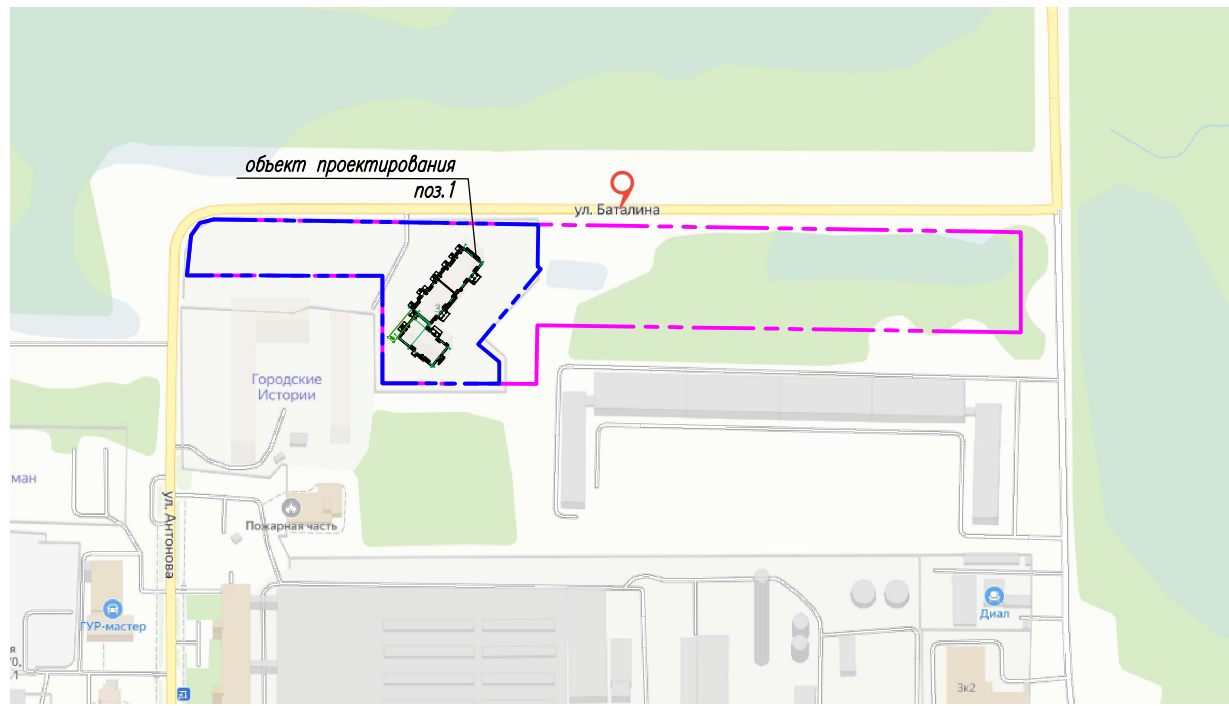 объект проектирования
поз.1
ул. Баталина
Городские
Истории
ман
Пожарная часть
ул. Антонова
ГУР-мастер
Диал
3к2
я